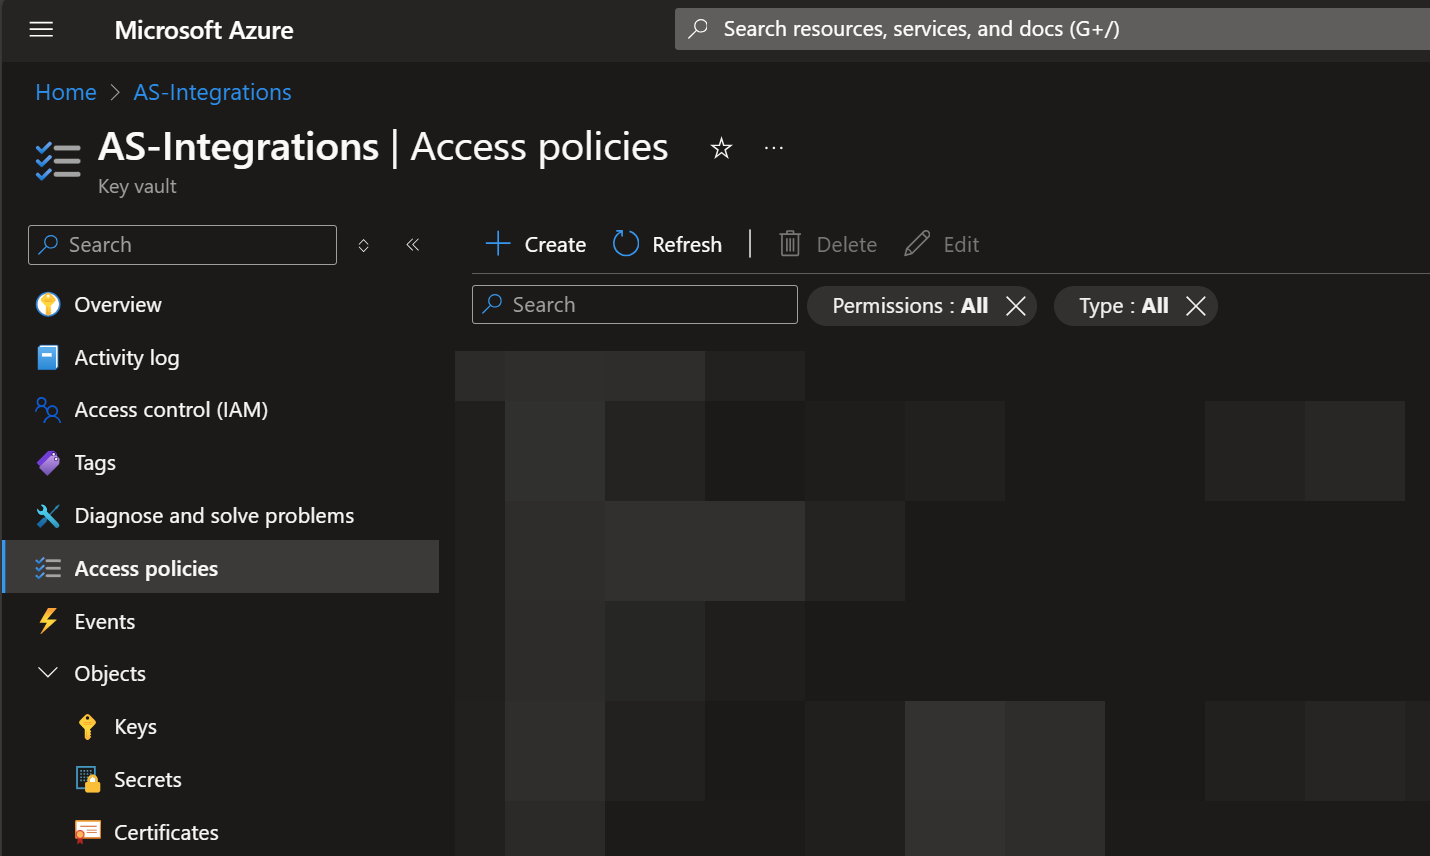 Microsoft Azure
Search resources, services, and docs (G+/)
Home > AS-Integrations
AS-Integrations | Access policies
Key vault
Search
Create Refresh | Delete Edit
Search
Permissions : All
Type : All
Overview
Activity log
Access control (IAM)
Tags
Diagnose and solve problems
Access policies
Events
Objects
Keys
Secrets
Certificates